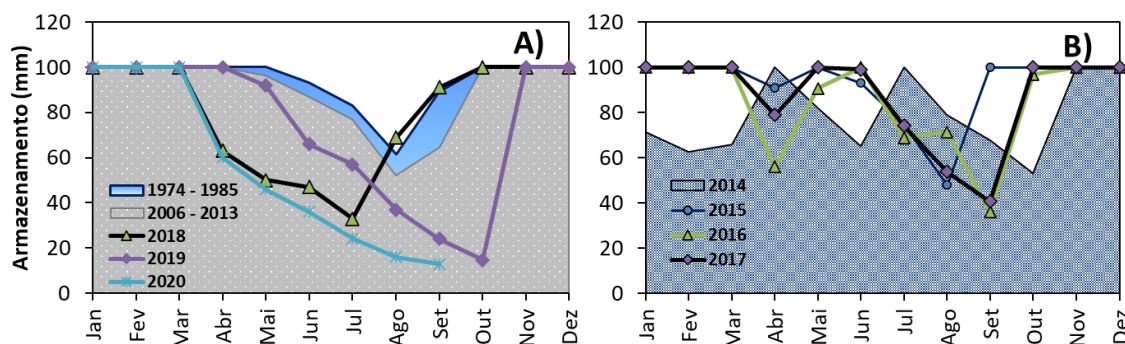 Armazenamento (mm)
120
100
80
60
40
20
0
A)
1974 - 1985
2006 - 2013
2018
2019
2020
Jan
Fev
Mar
Abr
Mai
Jun
Jul
Ago
Set
Out
Nov
Dez
120
100
80
60
40
20
0
B)
2014
2015
2016
2017
Jan
Fev
Mar
Abr
Mai
Jun
Jul
Ago
Set
Out
Nov
Dez